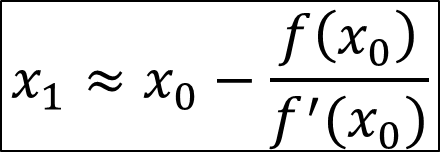 x₁ ≈ x₀ − f(x₀) / f′(x₀)